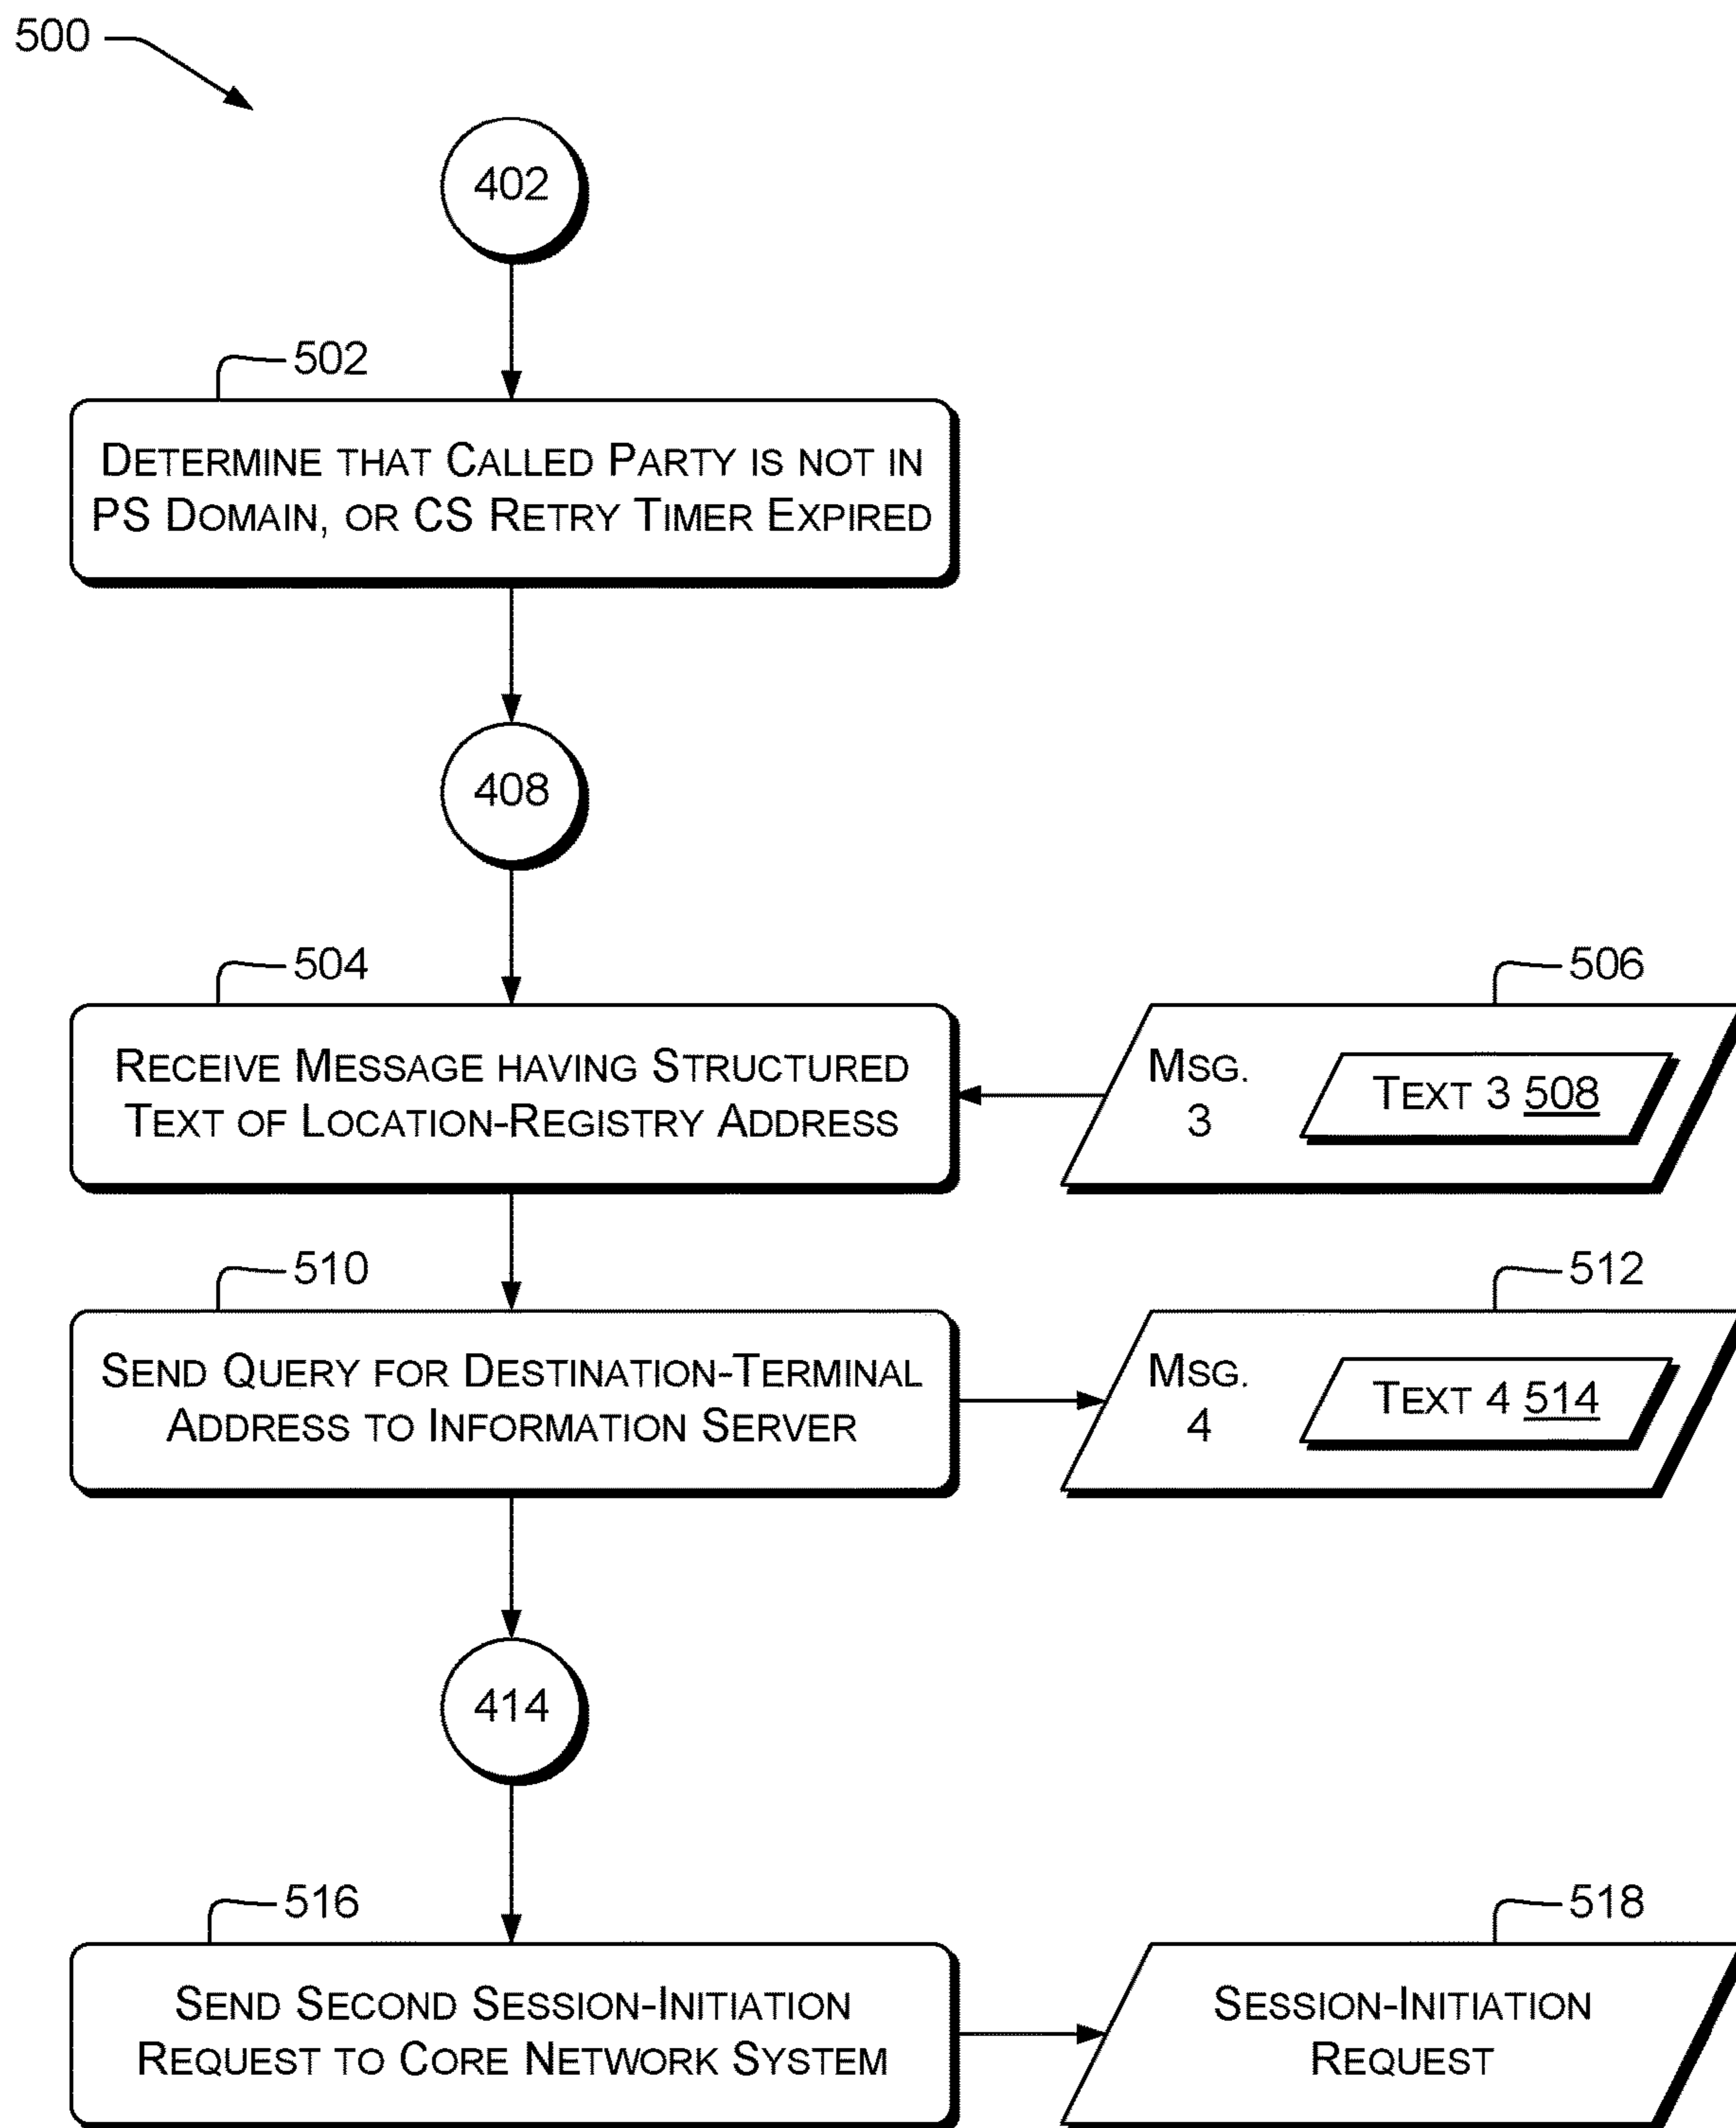 500
402
502
DETERMINE THAT CALLED PARTY IS NOT IN
PS DOMAIN, OR CS RETRY TIMER EXPIRED
408
504
RECEIVE MESSAGE HAVING STRUCTURED
TEXT OF LOCATION-REGISTRY ADDRESS
506
MSG.
3
TEXT 3 508
510
SEND QUERY FOR DESTINATION-TERMINAL
ADDRESS TO INFORMATION SERVER
512
MSG.
4
TEXT 4 514
414
516
SEND SECOND SESSION-INITIATION
REQUEST TO CORE NETWORK SYSTEM
518
SESSION-INITIATION
REQUEST